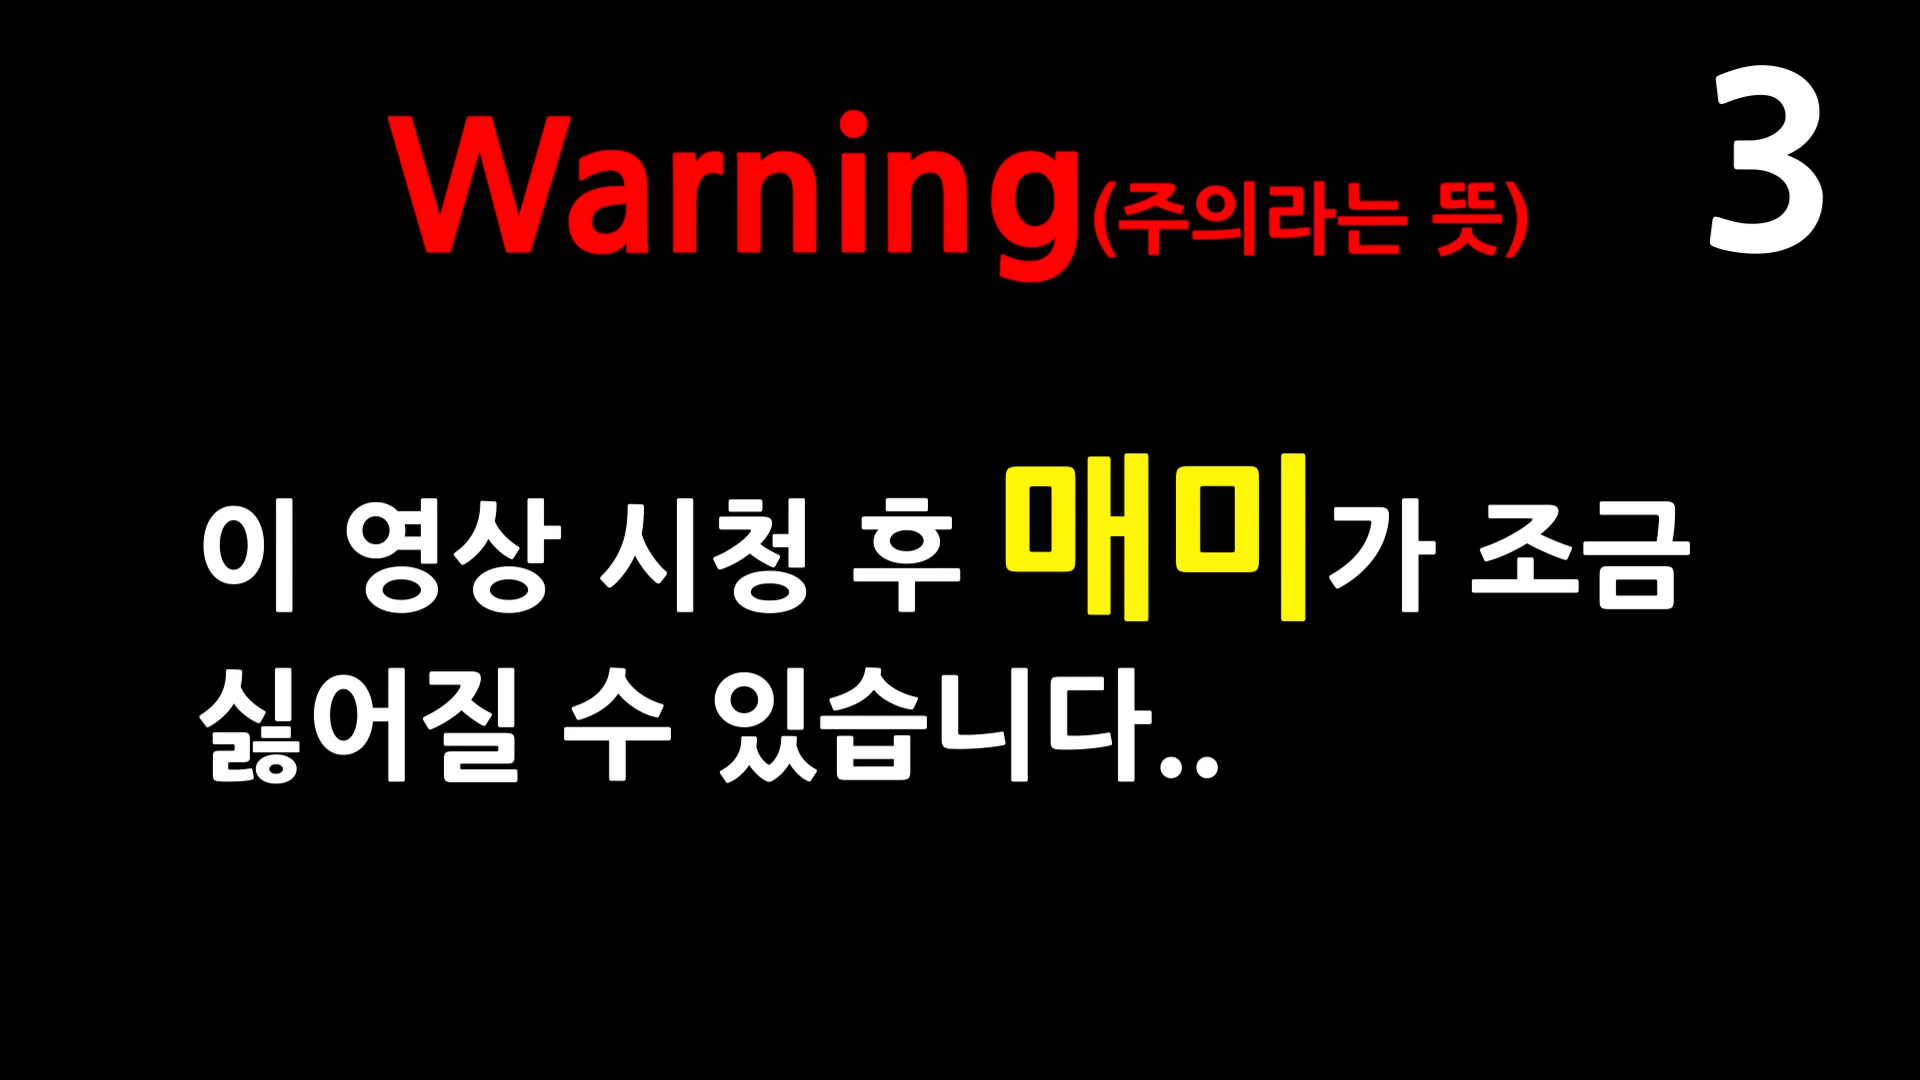 Warning(주의라는 뜻)
3
이 영상 시청 후 매미가 조금
싫어질 수 있습니다..